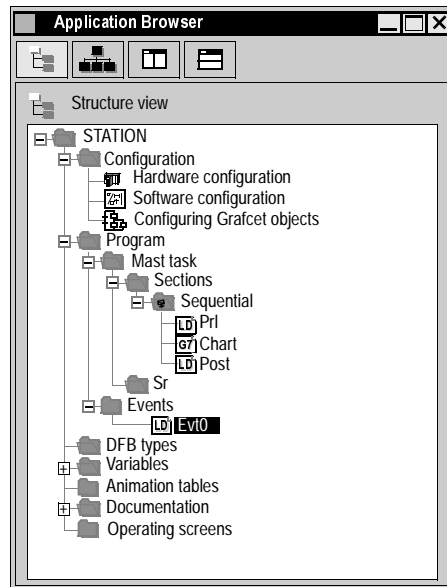 Application Browser
Structure view
STATION
Configuration
Hardware configuration
Software configuration
Configuring Grafcet objects
Program
Mast task
Sections
Sequential
LD Prl
G7 Chart
LD Post
Sr
Events
LD Evt0
DFB types
Variables
Animation tables
Documentation
Operating screens